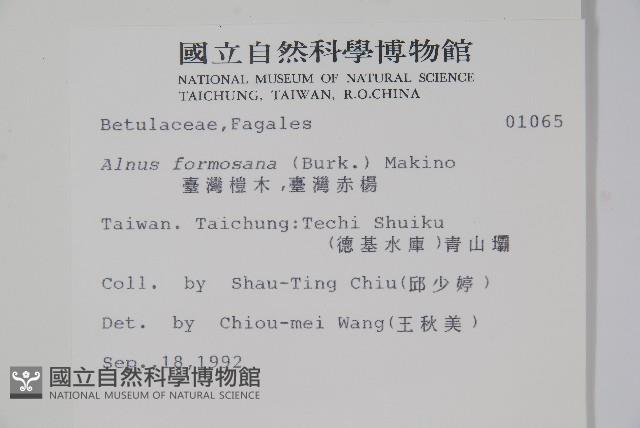 國立自然科學博物館
NATIONAL MUSEUM OF NATURAL SCIENCE
TAICHUNG, TAIWAN, R.O.CHINA
Betulaceae,Fagales 01065
Alnus formosana (Burk.) Makino
臺灣榿木,臺灣赤楊
Taiwan. Taichung:Techi Shuiku
(德基水庫)青山壩
Coll. by Shau-Ting Chiu(邱少婷)
Det. by Chiou-mei Wang(王秋美)
Sep. 18,1992
國立自然科學博物館
NATIONAL MUSEUM OF NATURAL SCIENCE